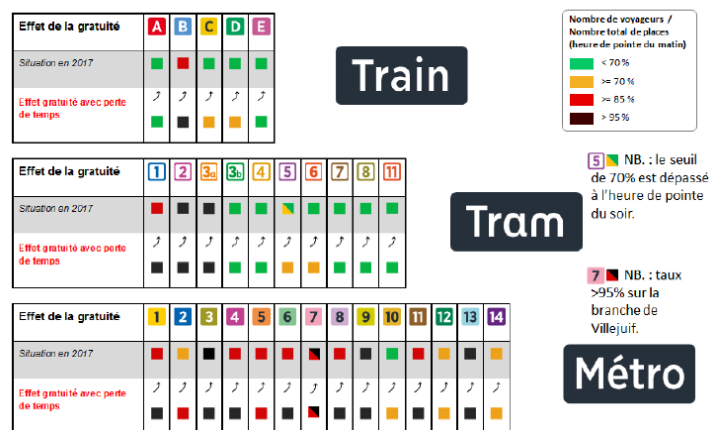 Effet de la gratuité A B C D E
Situation en 2017
Effet gratuité avec perte
de temps
Train
Nombre de voyageurs /
Nombre total de places
(heure de pointe du matin)
< 70 %
>= 70 %
>= 85 %
> 95 %
Effet de la gratuité 1 2 3a 3b 4 5 6 7 8 11
Situation en 2017
Effet gratuité avec perte
de temps
Tram
5 NB. : le seuil
de 70% est dépassé
à l'heure de pointe
du soir.
7 NB. : taux
>95% sur la
branche de
Villejuif.
Effet de la gratuité 1 2 3 4 5 6 7 8 9 10 11 12 13 14
Situation en 2017
Effet gratuité avec perte
de temps
Métro